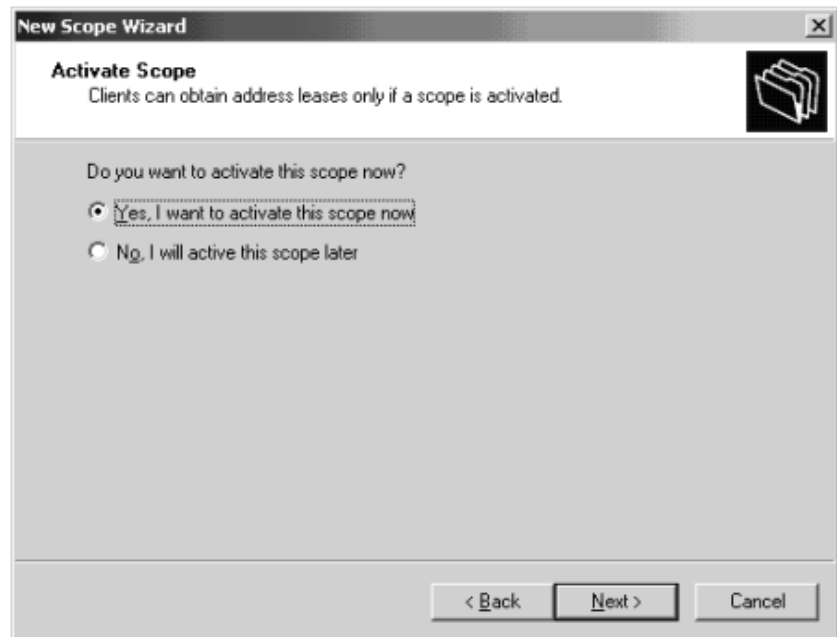 New Scope Wizard
Activate Scope
Clients can obtain address leases only if a scope is activated.
Do you want to activate this scope now?
Yes, I want to activate this scope now
No, I will active this scope later
< Back
Next >
Cancel